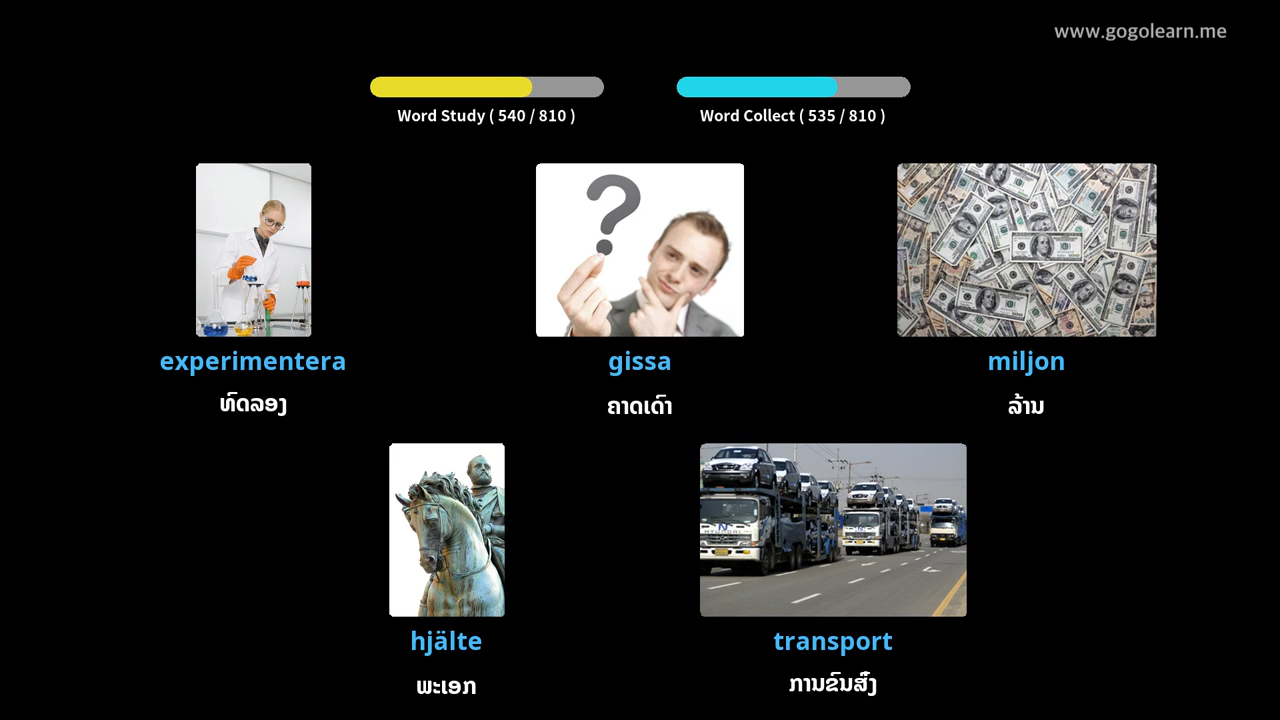 www.gogolearn.me
Word Study ( 540 / 810 )
Word Collect ( 535 / 810 )
experimentera
ທົດລອງ
gissa
ຄາດເດົາ
miljon
ລ້ານ
hjälte
ພະເອກ
transport
ການຂົນສົ່ງ